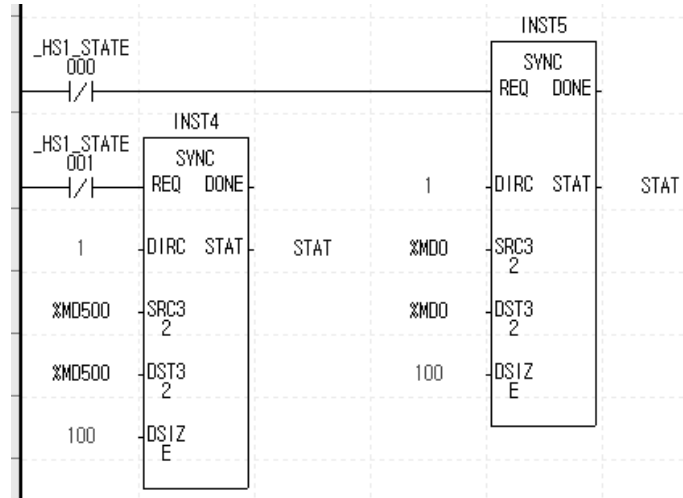 INST5
_HS1_STATE
000
SYNC
REQ DONE
INST4
_HS1_STATE
001
SYNC
REQ DONE
1
DIRC STAT
STAT
1
DIRC STAT
STAT
%MD0
SRC3
2
%MD500
SRC3
2
%MD0
DST3
2
%MD500
DST3
2
100
DSIZ
E
100
DSIZ
E